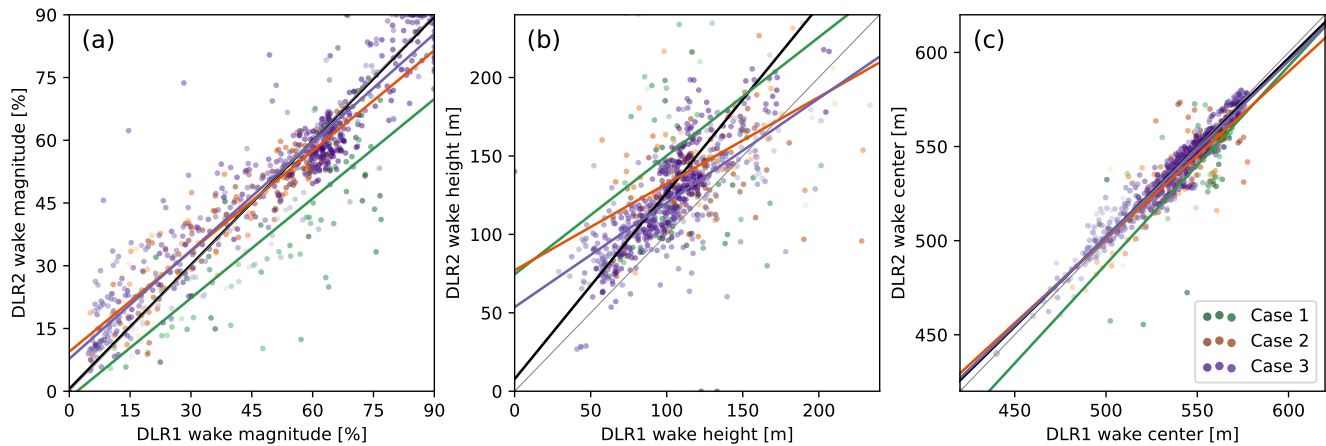 (a)
90
75
60
45
30
15
0
0 15 30 45 60 75 90
DLR2 wake magnitude [%]
DLR1 wake magnitude [%]
(b)
200
150
100
50
0
0 50 100 150 200
DLR2 wake height [m]
DLR1 wake height [m]
(c)
600
550
500
450
450 500 550 600
DLR2 wake center [m]
DLR1 wake center [m]
Case 1
Case 2
Case 3